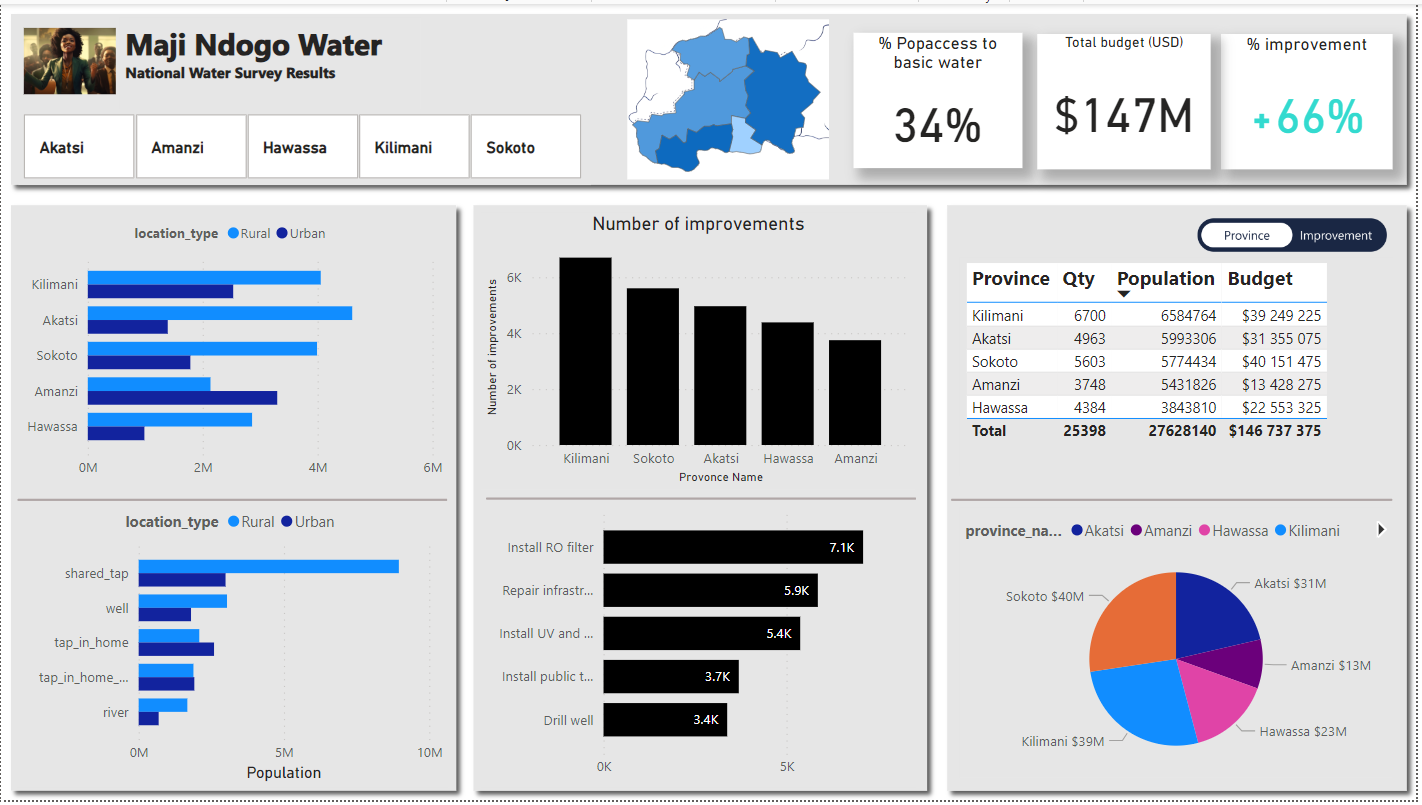 Maji Ndogo Water
National Water Survey Results
Akatsi
Amanzi
Hawassa
Kilimani
Sokoto
% Popaccess to
basic water
34%
Total budget (USD)
$147M
% improvement
+66%
location_type Rural Urban
Kilimani
Akatsi
Sokoto
Amanzi
Hawassa
0M 2M 4M 6M
location_type Rural Urban
shared_tap
well
tap_in_home
tap_in_home_...
river
0M 5M 10M
Population
Number of improvements
Number of improvements
6K
4K
2K
0K
Kilimani Sokoto Akatsi Hawassa Amanzi
Provonce Name
Install RO filter 7.1K
Repair infrastr... 5.9K
Install UV and ... 5.4K
Install public t... 3.7K
Drill well 3.4K
0K 5K
Province Improvement
Province Qty Population Budget
Kilimani 6700 6584764 $39 249 225
Akatsi 4963 5993306 $31 355 075
Sokoto 5603 5774434 $40 151 475
Amanzi 3748 5431826 $13 428 275
Hawassa 4384 3843810 $22 553 325
Total 25398 27628140 $146 737 375
province_na... Akatsi Amanzi Hawassa Kilimani
Akatsi $31M
Sokoto $40M
Amanzi $13M
Hawassa $23M
Kilimani $39M